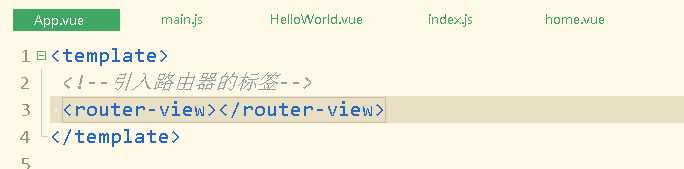 App.vue main.js HelloWorld.vue index.js home.vue
1 <template>
2 <!--引入路由器的标签-->
3 <router-view></router-view>
4 </template>
5